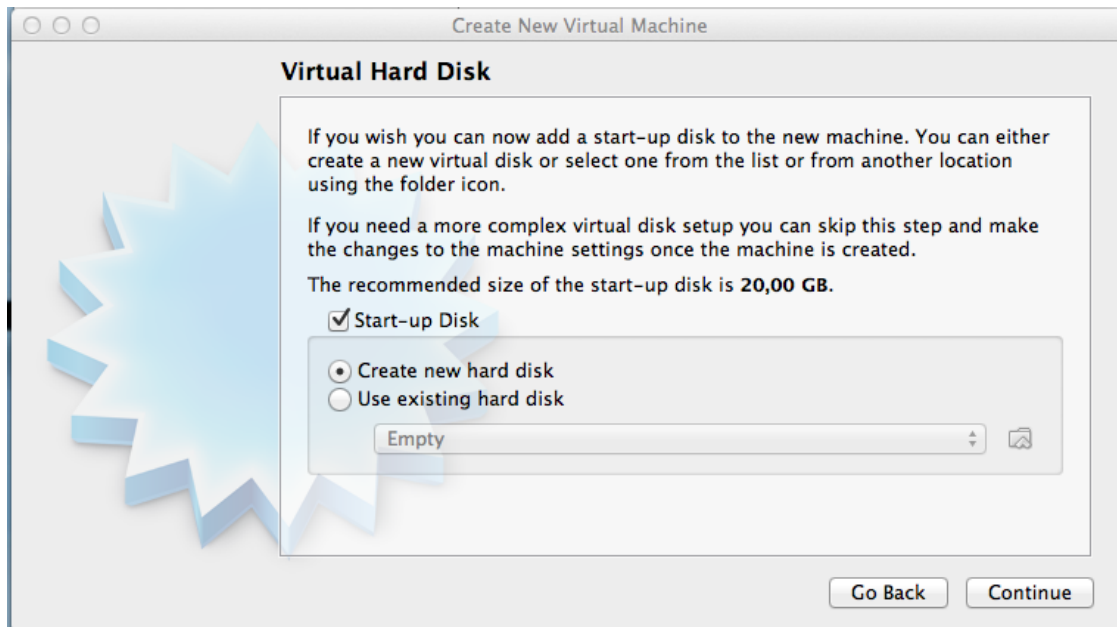 Create New Virtual Machine
Virtual Hard Disk
If you wish you can now add a start-up disk to the new machine. You can either
create a new virtual disk or select one from the list or from another location
using the folder icon.
If you need a more complex virtual disk setup you can skip this step and make
the changes to the machine settings once the machine is created.
The recommended size of the start-up disk is 20,00 GB.
Start-up Disk
Create new hard disk
Use existing hard disk
Empty
Go Back
Continue